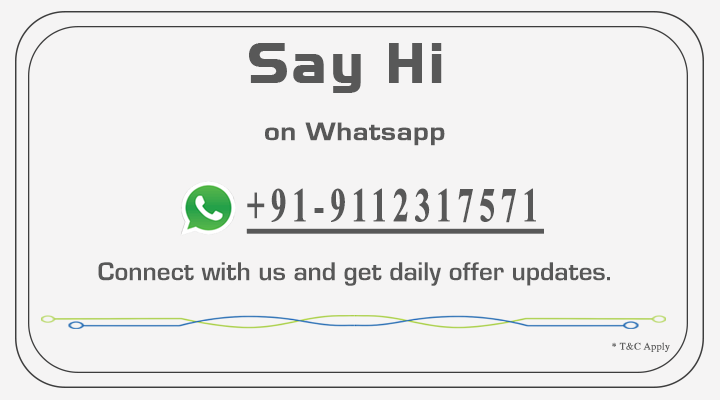 Say Hi
on Whatsapp
+91-9112317571
Connect with us and get daily offer updates.
* T&C Apply